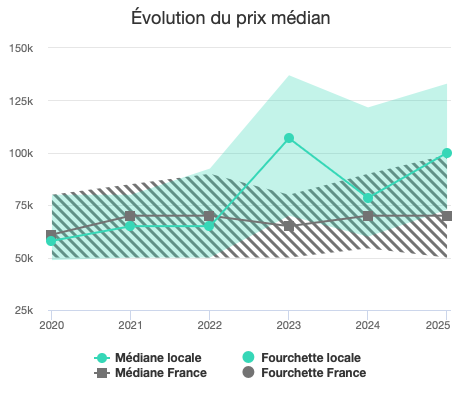 Évolution du prix médian
150k
125k
100k
75k
50k
25k
2020 2021 2022 2023 2024 2025
Médiane locale Fourchette locale
Médiane France Fourchette France